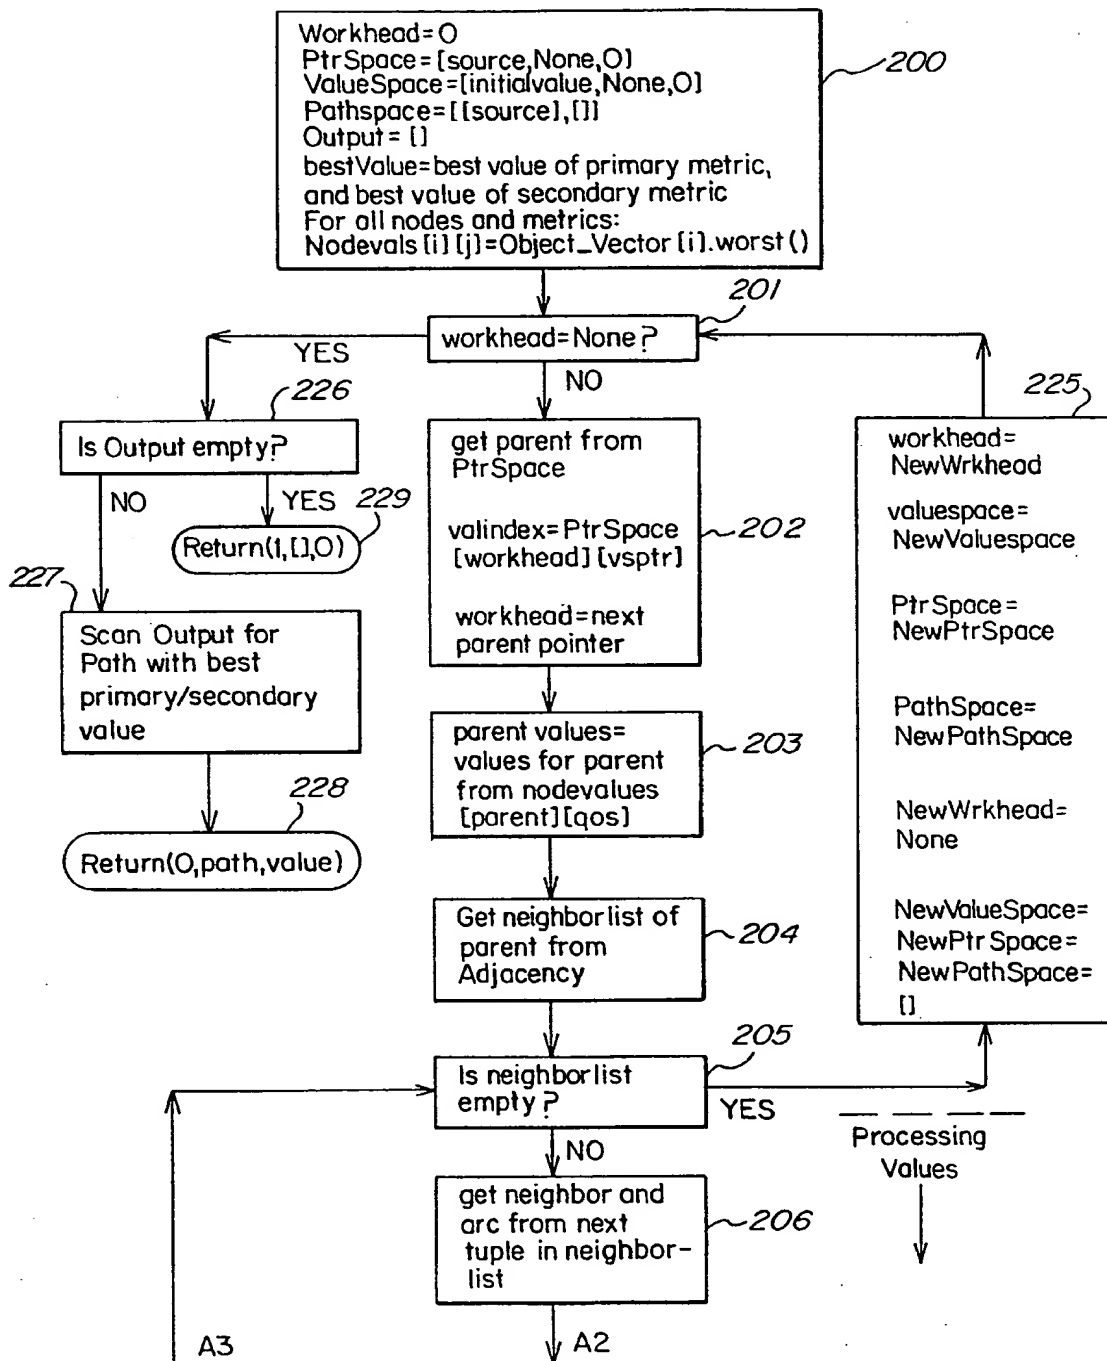 Workhead=0
PtrSpace=[source,None,0]
ValueSpace=[initialvalue,None,0]
Pathspace=[[source],[]]
Output=[]
bestValue=best value of primary metric,
and best value of secondary metric
For all nodes and metrics:
Nodevals[i][j]=Object_Vector[i].worst()
200
201
workhead=None?
YES
NO
226
Is Output empty?
NO
YES
229
Return(1,[],0)
227
Scan Output for
Path with best
primary/secondary
value
228
Return(0,path,value)
get parent from
PtrSpace
valindex=PtrSpace
[workhead][vsptr]
workhead=next
parent pointer
202
parent values=
values for parent
from nodevalues
[parent][qos]
203
Get neighborlist of
parent from
Adjacency
204
205
Is neighborlist
empty?
YES
NO
get neighbor and
arc from next
tuple in neighbor-
list
206
225
workhead=
NewWrkhead
valuespace=
NewValuespace
PtrSpace=
NewPtrSpace
PathSpace=
NewPathSpace
NewWrkhead=
None
NewValueSpace=
NewPtrSpace=
NewPathSpace=
[]
Processing
Values
A3
A2